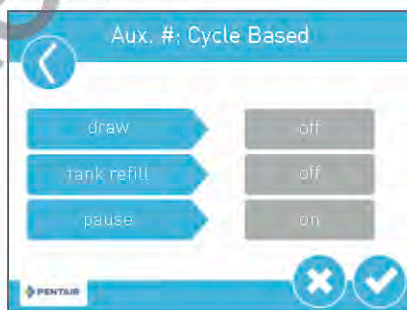 Aux. #: Cycle Based
draw off
tank refill off
pause on
PENTAIR